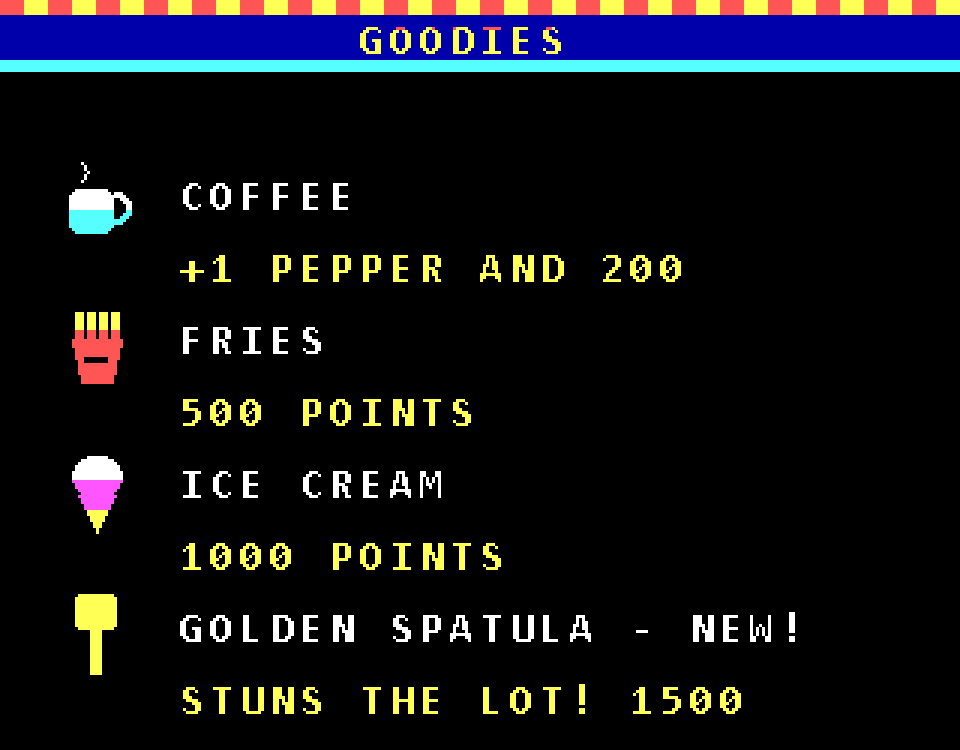 GOODIES
COFFEE
+1 PEPPER AND 200
FRIES
500 POINTS
ICE CREAM
1000 POINTS
GOLDEN SPATULA - NEW!
STUNS THE LOT! 1500